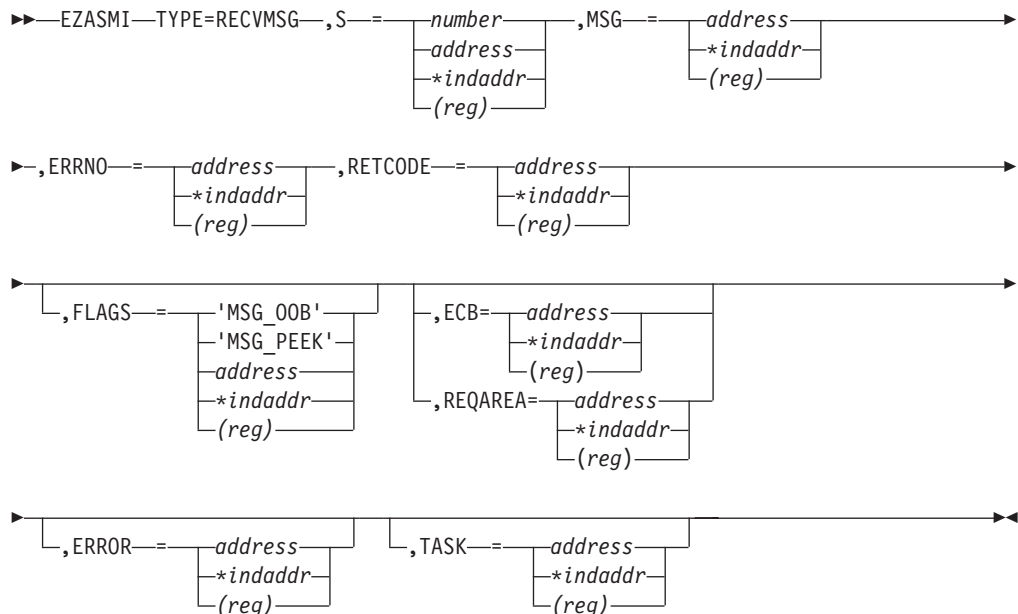 EZASMI TYPE=RECVMSG ,S = number ,MSG = address
address *indaddr
*indaddr (reg)
(reg)
,ERRNO = address ,RETCODE = address
*indaddr *indaddr
(reg) (reg)
,FLAGS = 'MSG_OOB' ,ECB= address
'MSG_PEEK' *indaddr
address (reg)
*indaddr ,REQAREA= address
(reg) *indaddr
(reg)
,ERROR = address ,TASK = address
*indaddr *indaddr
(reg) (reg)